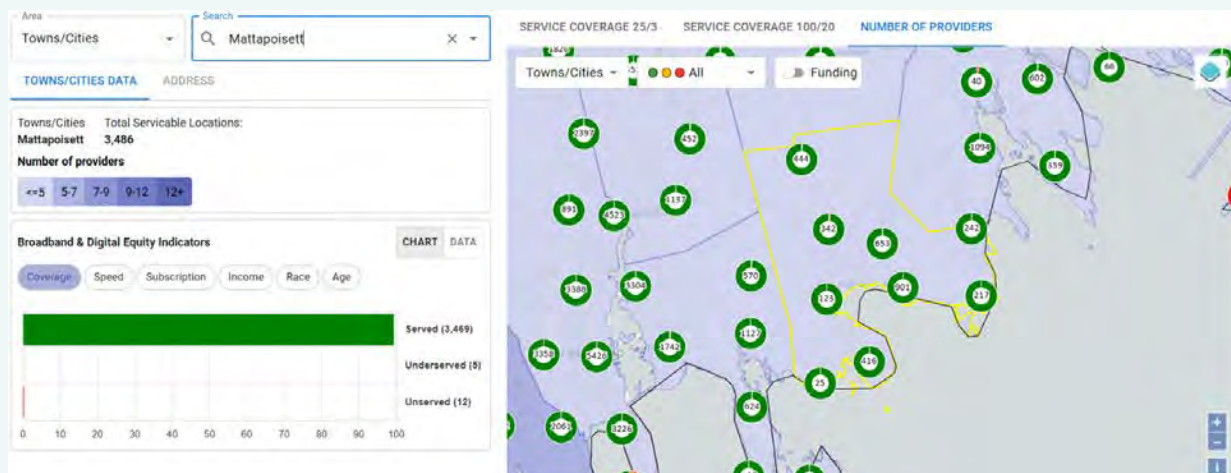 Area
Towns/Cities
Search
Mattapoisett
TOWNS/CITIES DATA
ADDRESS
Towns/Cities
Total Servicable Locations:
Mattapoisett
3,486
Number of providers
<=5
5-7
7-9
9-12
12+
Broadband & Digital Equity Indicators
CHART
DATA
Coverage
Speed
Subscription
Income
Race
Age
Served (3,469)
Underserved (5)
Unserved (12)
0 10 20 30 40 50 60 70 80 90 100
SERVICE COVERAGE 25/3
SERVICE COVERAGE 100/20
NUMBER OF PROVIDERS
Towns/Cities
All
Funding
66
40
602
2397
452
444
1094
359
1137
891
4523
342
242
653
570
3388
3304
901
217
123
1127
1742
3358
5426
416
25
624
2061
3226